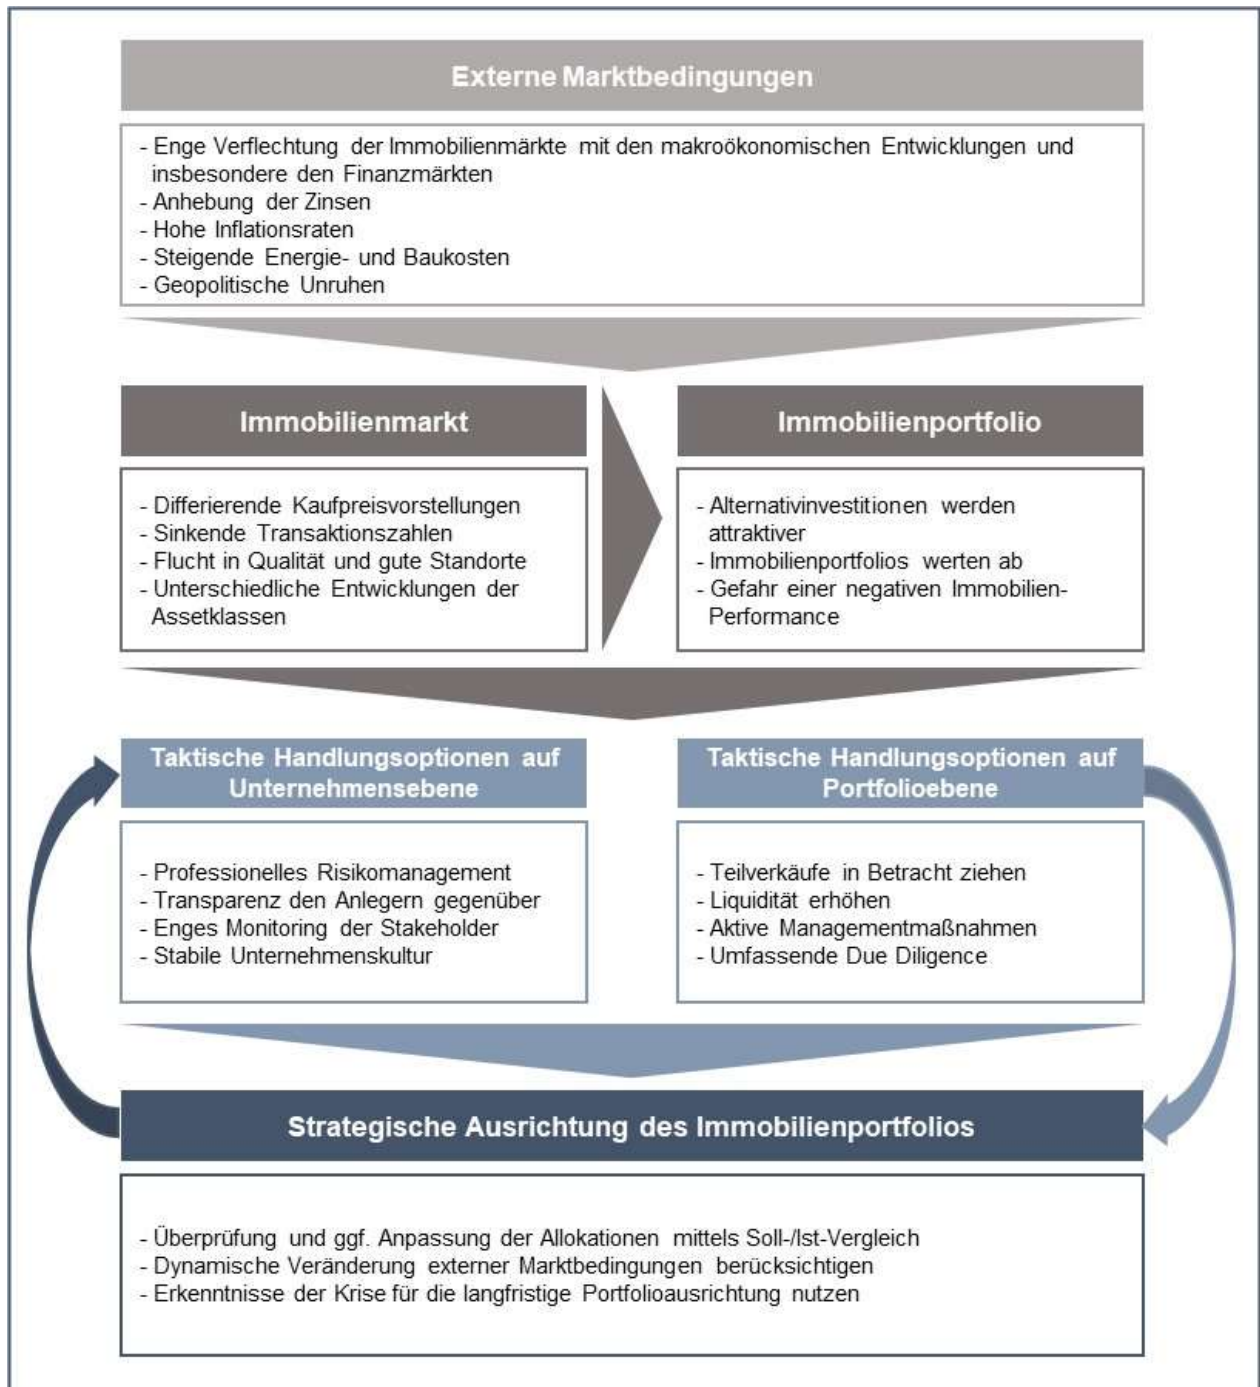 Externe Marktbedingungen
- Enge Verflechtung der Immobilienmärkte mit den makroökonomischen Entwicklungen und
insbesondere den Finanzmärkten
- Anhebung der Zinsen
- Hohe Inflationsraten
- Steigende Energie- und Baukosten
- Geopolitische Unruhen
Immobilienmarkt
- Differierende Kaufpreisvorstellungen
- Sinkende Transaktionszahlen
- Flucht in Qualität und gute Standorte
- Unterschiedliche Entwicklungen der
Assetklassen
Immobilienportfolio
- Alternativinvestitionen werden
attraktiver
- Immobilienportfolios werten ab
- Gefahr einer negativen Immobilien-
Performance
Taktische Handlungsoptionen auf
Unternehmensebene
- Professionelles Risikomanagement
- Transparenz den Anlegern gegenüber
- Enges Monitoring der Stakeholder
- Stabile Unternehmenskultur
Taktische Handlungsoptionen auf
Portfolioebene
- Teilverkäufe in Betracht ziehen
- Liquidität erhöhen
- Aktive Managementmaßnahmen
- Umfassende Due Diligence
Strategische Ausrichtung des Immobilienportfolios
- Überprüfung und ggf. Anpassung der Allokationen mittels Soll-/Ist-Vergleich
- Dynamische Veränderung externer Marktbedingungen berücksichtigen
- Erkenntnisse der Krise für die langfristige Portfolioausrichtung nutzen